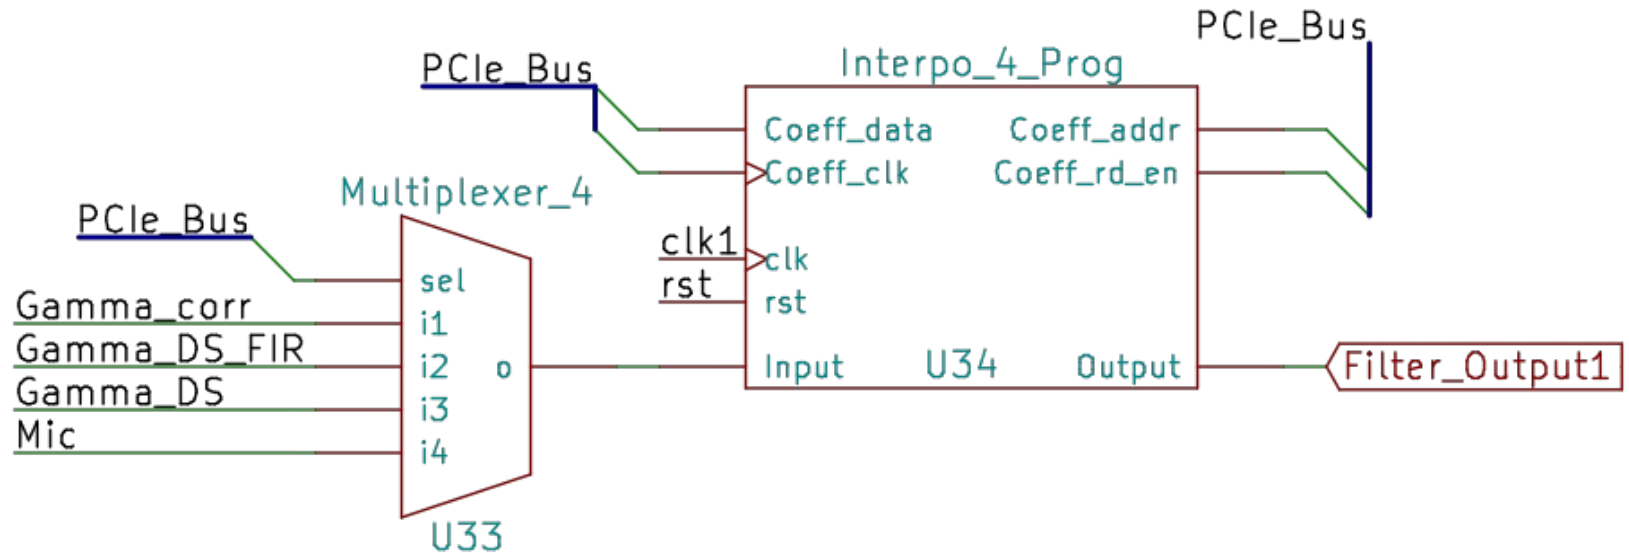 PCIe_Bus
PCIe_Bus
Interpo_4_Prog
Coeff_data
Coeff_addr
Coeff_clk
Coeff_rd_en
Multiplexer_4
PCIe_Bus
clk1
clk
rst
rst
sel
Gamma_corr
i1
Gamma_DS_FIR
i2
o
Input
U34
Output
Filter_Output1
Gamma_DS
i3
Mic
i4
U33